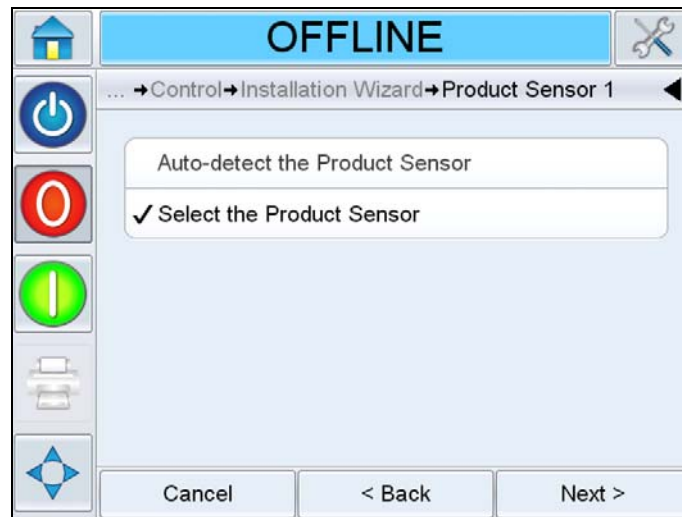 OFFLINE
... →Control→Installation Wizard→Product Sensor 1
Auto-detect the Product Sensor
✓ Select the Product Sensor
Cancel
< Back
Next >